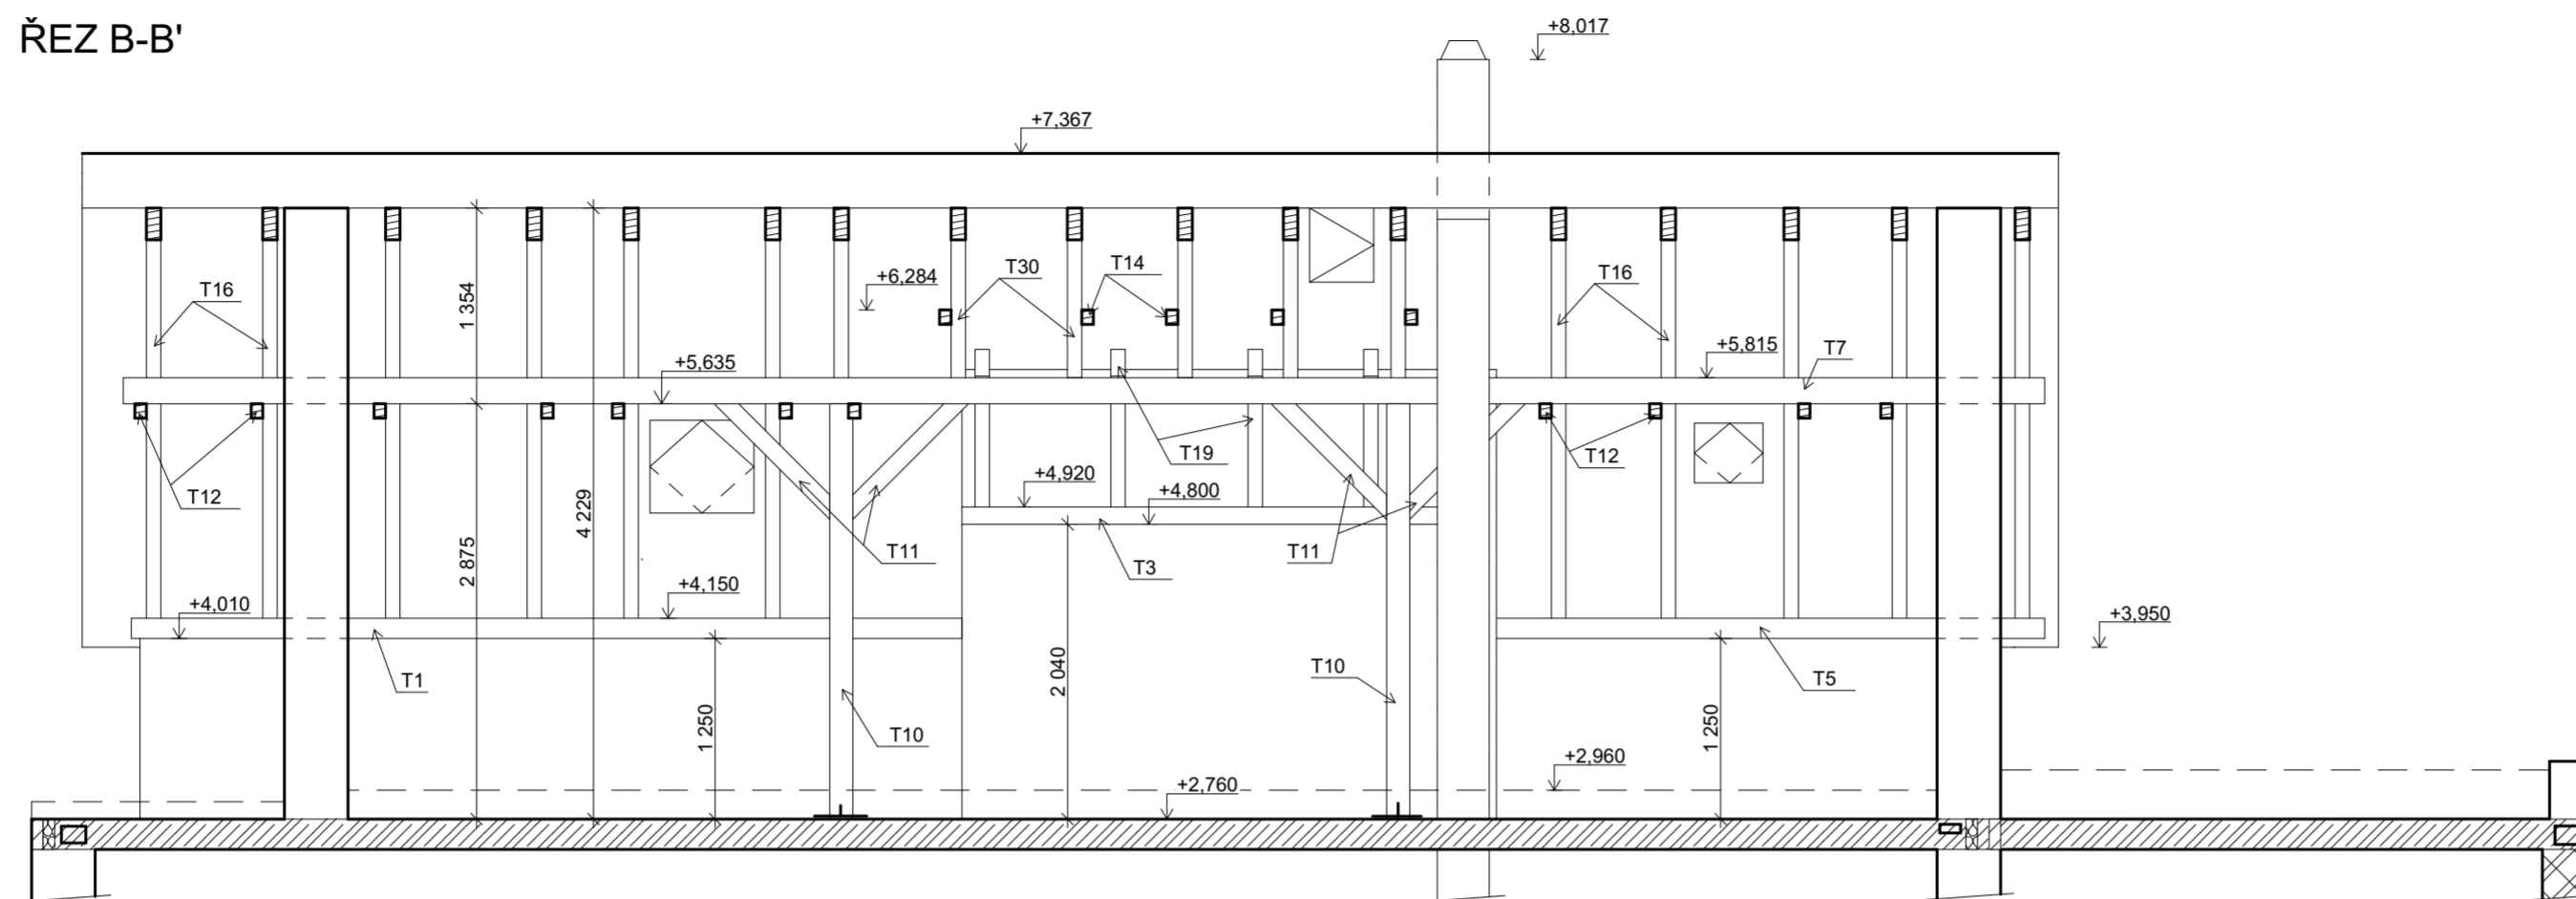 ŘEZ B-B'
+8,017
+7,367
T16
1 354
+6,284
T30
T14
T16
+5,635
+5,815
T7
T12
4 229
T19
T12
+4,920
+4,800
2 875
T11
T3
T11
+4,010
+4,150
+3,950
T1
2 040
T10
T5
1 250
T10
1 250
+2,760
+2,960